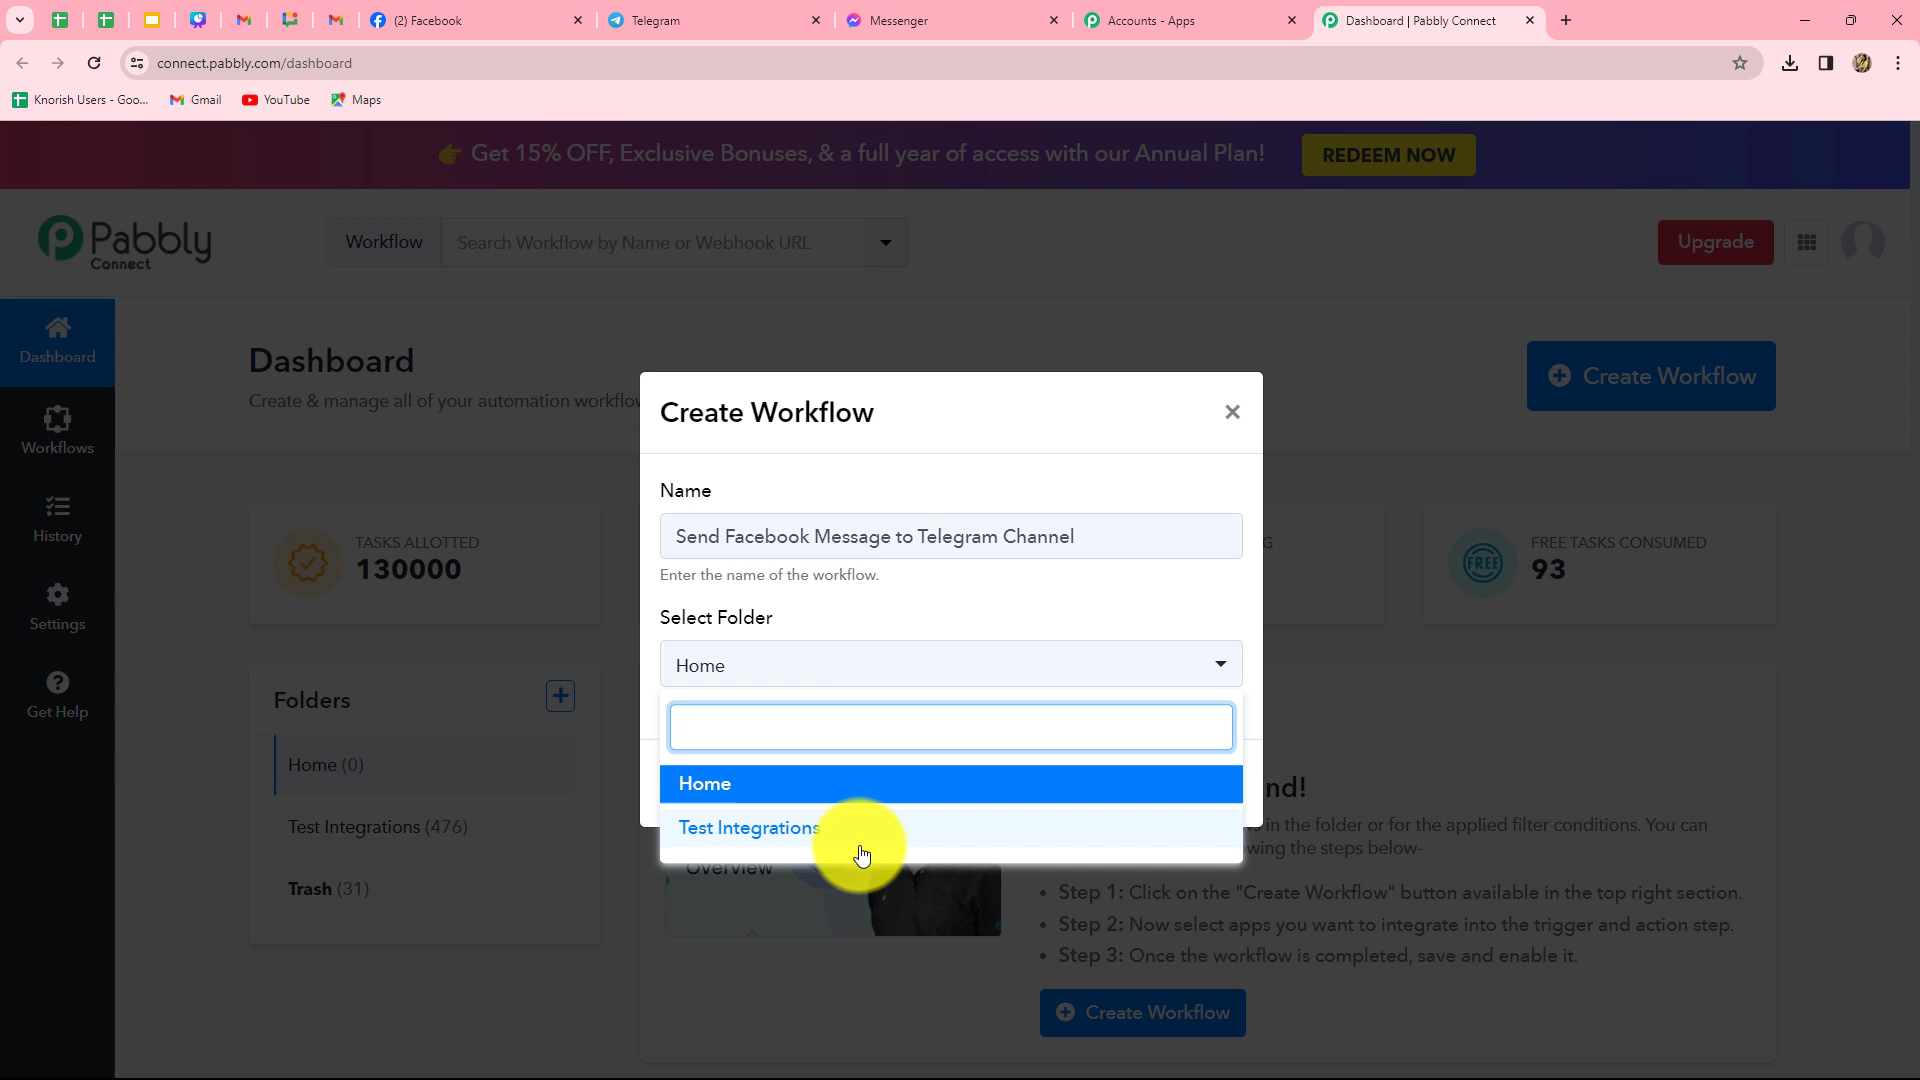 (2) Facebook
Telegram
Messenger
Accounts - Apps
Dashboard | Pabbly Connect
connect.pabbly.com/dashboard
Knorish Users - Goo...
Gmail
YouTube
Maps
👉 Get 15% OFF, Exclusive Bonuses, & a full year of access with our Annual Plan!
REDEEM NOW
Pabbly
Connect
Workflow
Search Workflow by Name or Webhook URL
Upgrade
Dashboard
Workflows
History
Settings
Get Help
Dashboard
Create & manage all of your automation workflo
Create Workflow
TASKS ALLOTTED
130000
G
FREE TASKS CONSUMED
93
FREE
Folders
Home (0)
Test Integrations (476)
Trash (31)
Create Workflow
Name
Send Facebook Message to Telegram Channel
Enter the name of the workflow.
Select Folder
Home
Home
Test Integrations
Overview
nd!
s in the folder or for the applied filter conditions. You can
wing the steps below-
Step 1: Click on the "Create Workflow" button available in the top right section.
Step 2: Now select apps you want to integrate into the trigger and action step.
Step 3: Once the workflow is completed, save and enable it.
Create Workflow